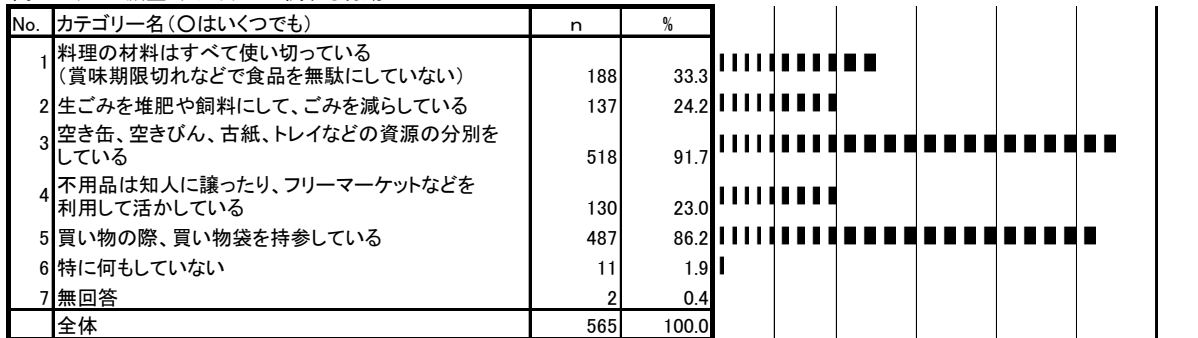 No. カテゴリー名(○はいくつでも) n %
1 料理の材料はすべて使い切っている
(賞味期限切れなどで食品を無駄にしていない) 188 33.3
2 生ごみを堆肥や飼料にして、ごみを減らしている 137 24.2
3 空き缶、空きびん、古紙、トレイなどの資源の分別を
している 518 91.7
4 不用品は知人に譲ったり、フリーマーケットなどを
利用して活かしている 130 23.0
5 買い物の際、買い物袋を持参している 487 86.2
6 特に何もしていない 11 1.9
7 無回答 2 0.4
全体 565 100.0